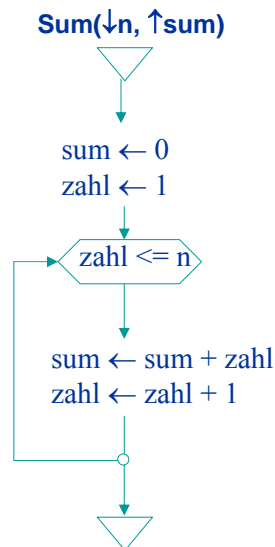 Sum(↓n, ↑sum)
sum ← 0
zahl ← 1
zahl <= n
sum ← sum + zahl
zahl ← zahl + 1